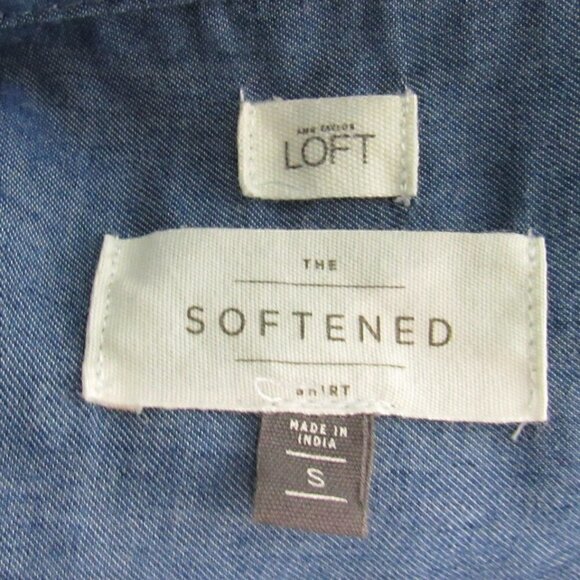 ANN TAYLOR
LOFT
THE
SOFTENED
SHIRT
MADE IN
INDIA
S